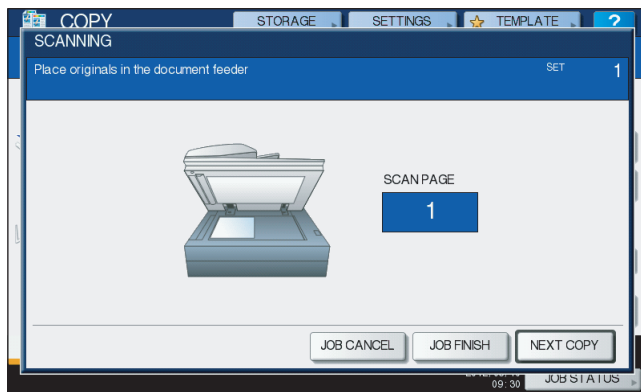 COPY STORAGE SETTINGS TEMPLATE ?
SCANNING
Place originals in the document feeder SET 1
SCAN PAGE
1
JOB CANCEL JOB FINISH NEXT COPY
09:30 JOB STATUS